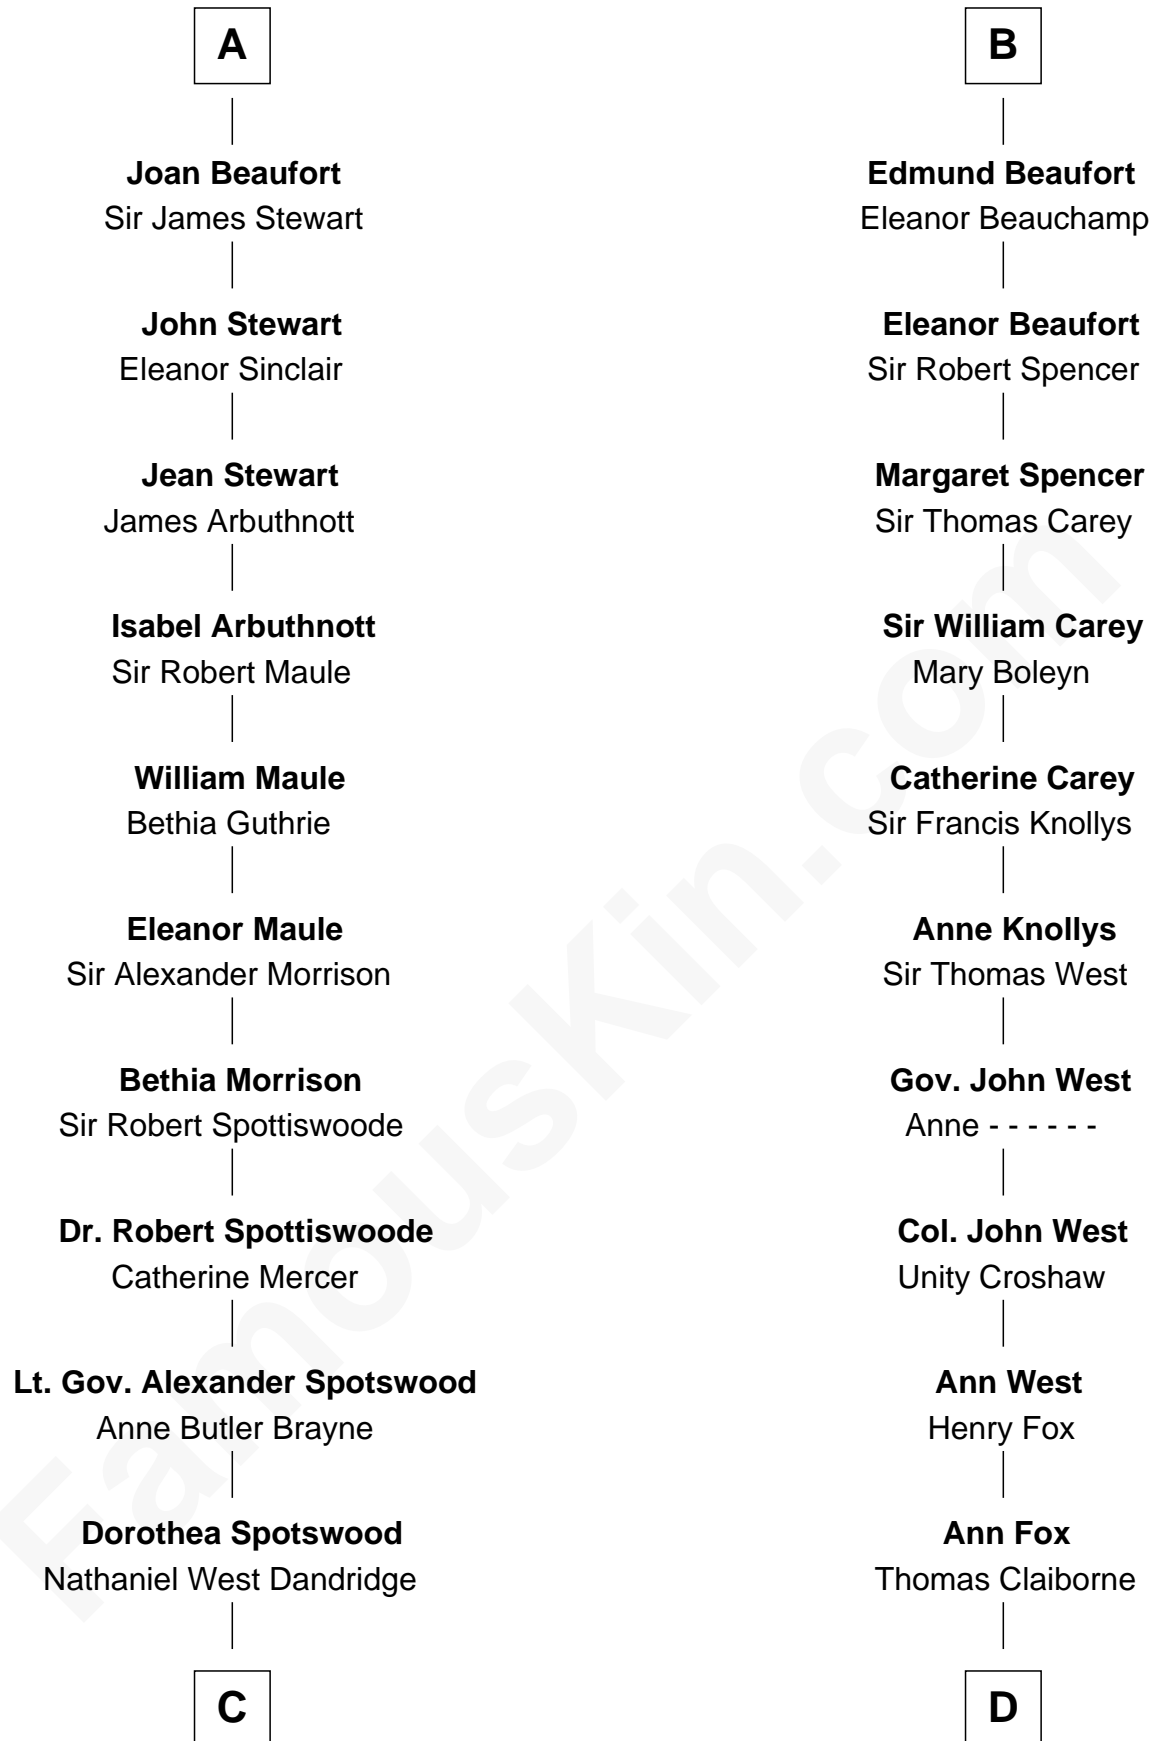 A
Joan Beaufort
Sir James Stewart
John Stewart
Eleanor Sinclair
Jean Stewart
James Arbuthnott
Isabel Arbuthnott
Sir Robert Maule
William Maule
Bethia Guthrie
Eleanor Maule
Sir Alexander Morrison
Bethia Morrison
Sir Robert Spottiswoode
Dr. Robert Spottiswoode
Catherine Mercer
Lt. Gov. Alexander Spotswood
Anne Butler Brayne
Dorothea Spotswood
Nathaniel West Dandridge
C
B
Edmund Beaufort
Eleanor Beauchamp
Eleanor Beaufort
Sir Robert Spencer
Margaret Spencer
Sir Thomas Carey
Sir William Carey
Mary Boleyn
Catherine Carey
Sir Francis Knollys
Anne Knollys
Sir Thomas West
Gov. John West
Anne - - - - - -
Col. John West
Unity Croshaw
Ann West
Henry Fox
Ann Fox
Thomas Claiborne
D
FamousKin.com